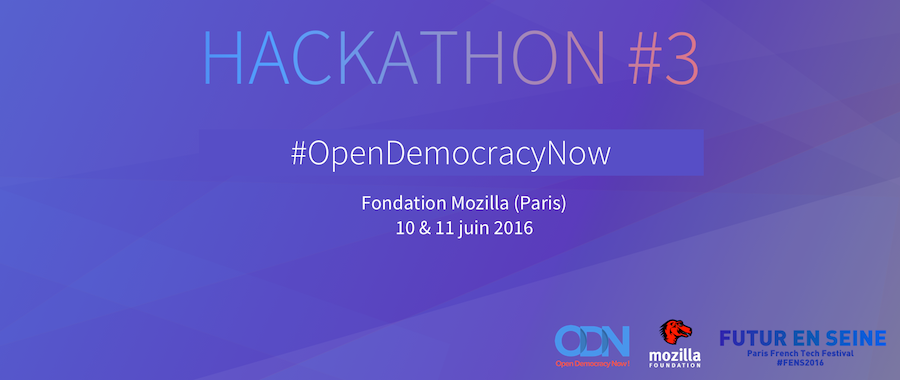 HACKATHON #3
#OpenDemocracyNow
Fondation Mozilla (Paris)
10 & 11 juin 2016
ODN
Open Democracy Now !
mozilla
FOUNDATION
FUTUR EN SEINE
Paris French Tech Festival
#FENS2016